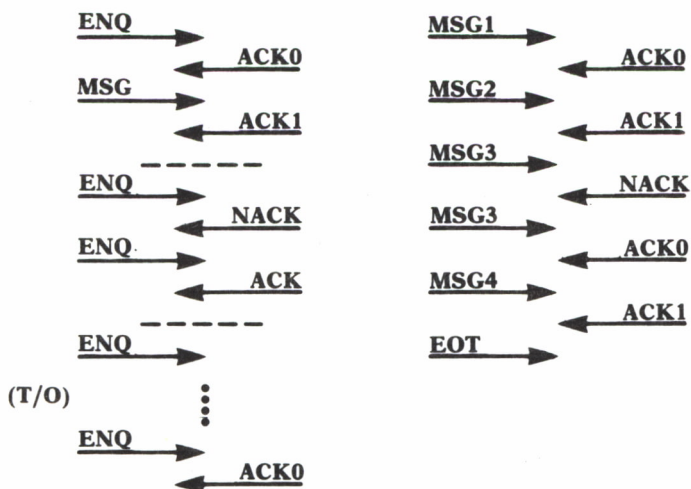 ENQ
ACK0
MSG
ACK1
ENQ
NACK
ENQ
ACK
ENQ
(T/O)
ENQ
ACK0
MSG1
ACK0
MSG2
ACK1
MSG3
NACK
MSG3
ACK0
MSG4
ACK1
EOT